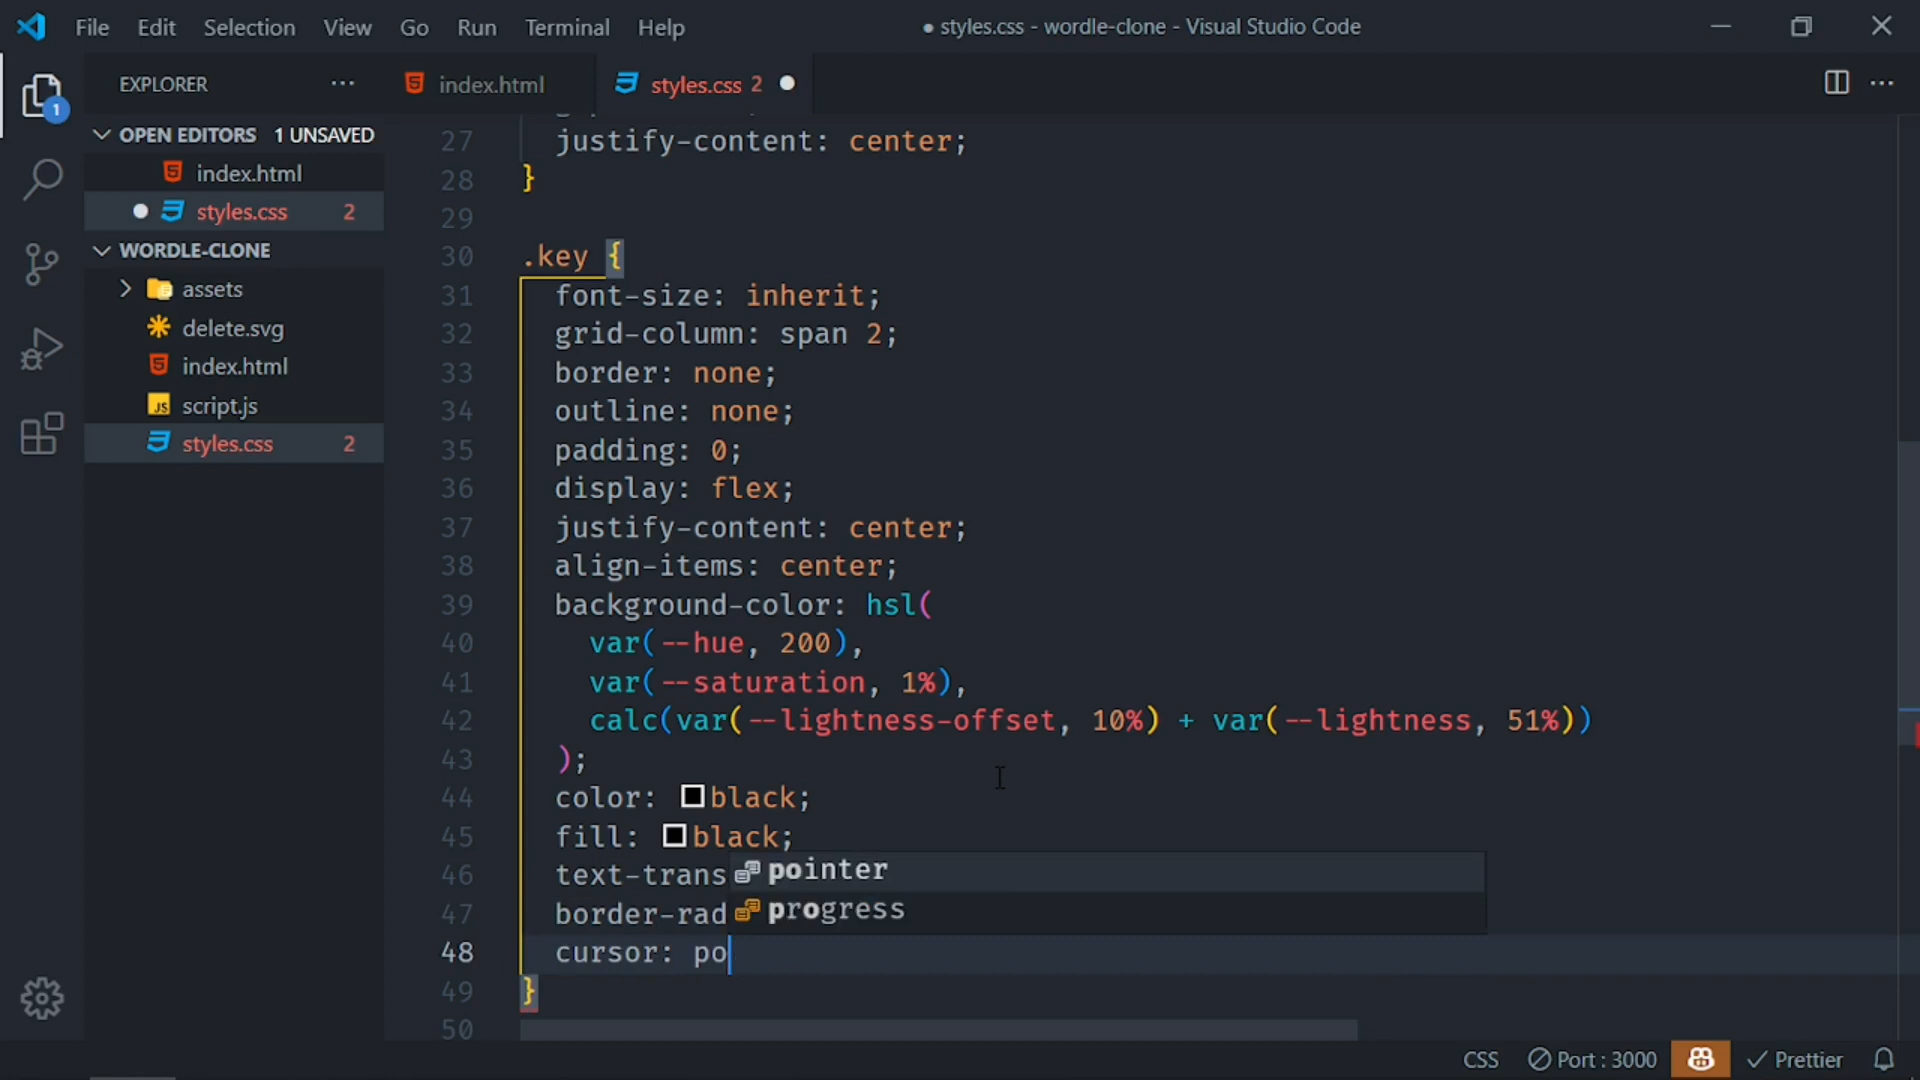 File Edit Selection View Go Run Terminal Help
● styles.css - wordle-clone - Visual Studio Code
EXPLORER ···
index.html
styles.css 2 ●
1
OPEN EDITORS 1 UNSAVED
index.html
● styles.css 2
WORDLE-CLONE
assets
delete.svg
index.html
JS script.js
styles.css 2
27 justify-content: center;
28 }
29
30 .key {
31 font-size: inherit;
32 grid-column: span 2;
33 border: none;
34 outline: none;
35 padding: 0;
36 display: flex;
37 justify-content: center;
38 align-items: center;
39 background-color: hsl(
40 var(--hue, 200),
41 var(--saturation, 1%),
42 calc(var(--lightness-offset, 10%) + var(--lightness, 51%))
43 );
44 color: black;
45 fill: black;
46 text-trans
pointer
47 border-rad
progress
48 cursor: po
49 }
50
CSS Port : 3000 Prettier